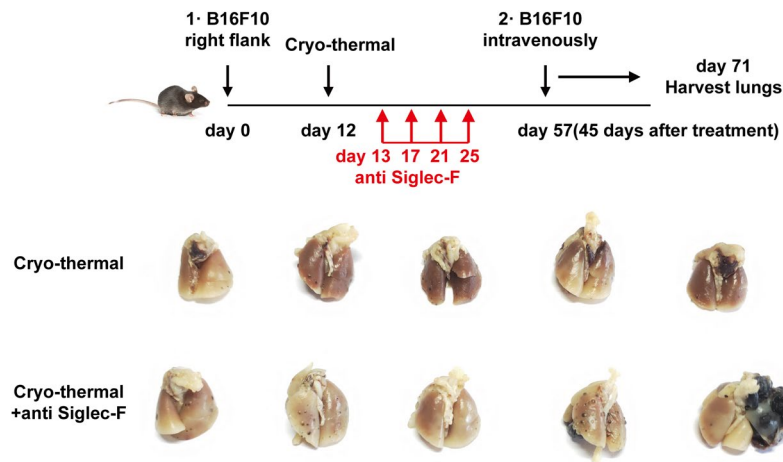 1· B16F10
right flank
Cryo-thermal
2· B16F10
intravenously
day 71
Harvest lungs
day 0
day 12
day 57(45 days after treatment)
day 13 17 21 25
anti Siglec-F
Cryo-thermal
Cryo-thermal
+anti Siglec-F